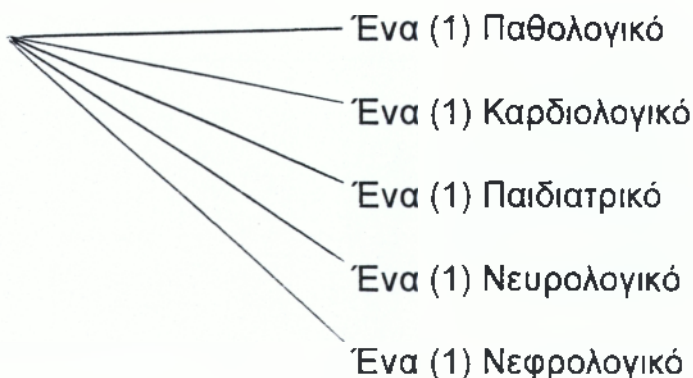 Ένα (1) Παθολογικό
Ένα (1) Καρδιολογικό
Ένα (1) Παιδιατρικό
Ένα (1) Νευρολογικό
Ένα (1) Νεφρολογικό